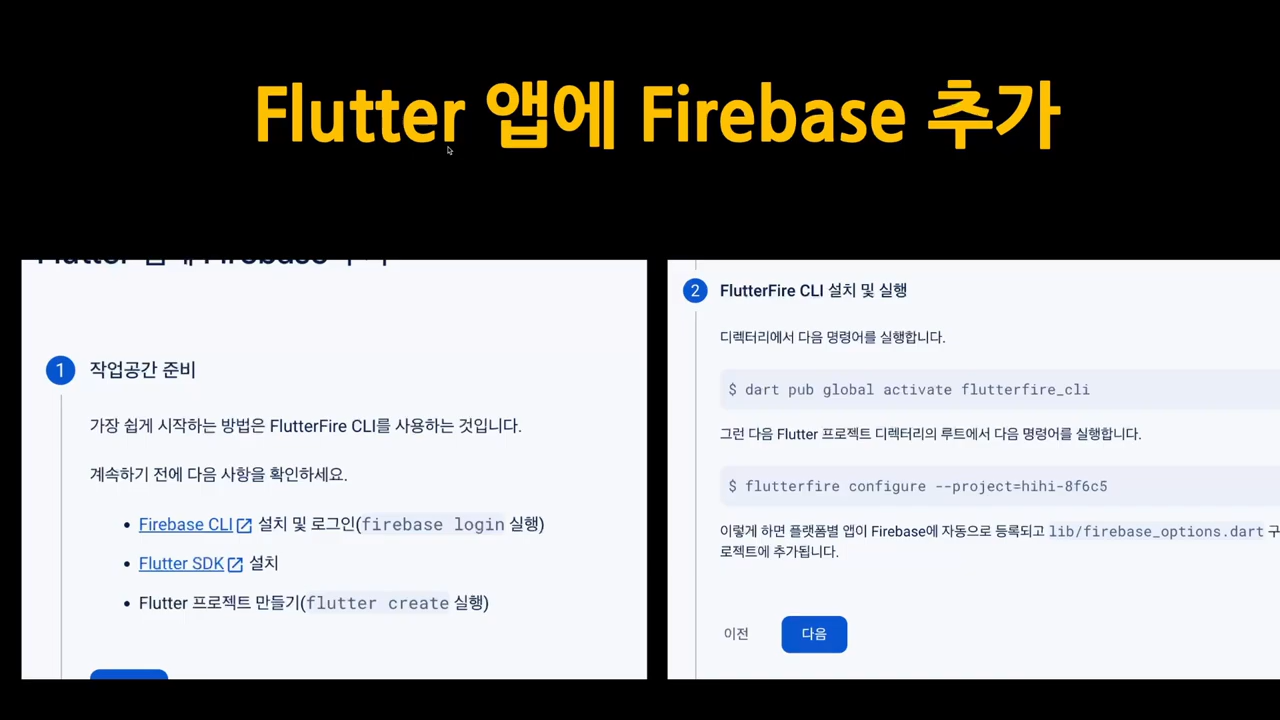 Flutter 앱에 Firebase 추가
Flutter 앱에 Firebase 추가
1 작업공간 준비
가장 쉽게 시작하는 방법은 FlutterFire CLI를 사용하는 것입니다.
계속하기 전에 다음 사항을 확인하세요.
• Firebase CLI 설치 및 로그인(firebase login 실행)
• Flutter SDK 설치
• Flutter 프로젝트 만들기(flutter create 실행)
2 FlutterFire CLI 설치 및 실행
디렉터리에서 다음 명령어를 실행합니다.
$ dart pub global activate flutterfire_cli
그런 다음 Flutter 프로젝트 디렉터리의 루트에서 다음 명령어를 실행합니다.
$ flutterfire configure --project=hihi-8f6c5
이렇게 하면 플랫폼별 앱이 Firebase에 자동으로 등록되고 lib/firebase_options.dart 구
로젝트에 추가됩니다.
이전 다음